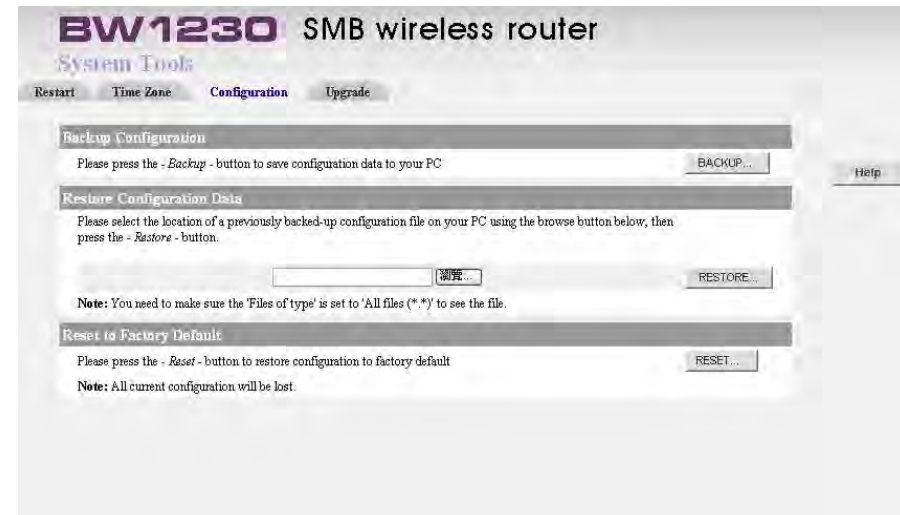 BW1230 SMB wireless router
System Tools
Restart Time Zone Configuration Upgrade
Backup Configuration
Please press the - Backup - button to save configuration data to your PC
BACKUP...
Help
Restore Configuration Data
Please select the location of a previously backed-up configuration file on your PC using the browse button below, then
press the - Restore - button.
瀏覽...
RESTORE...
Note: You need to make sure the 'Files of type' is set to 'All files (*.*)' to see the file.
Reset to Factory Default
Please press the - Reset - button to restore configuration to factory default
RESET...
Note: All current configuration will be lost.